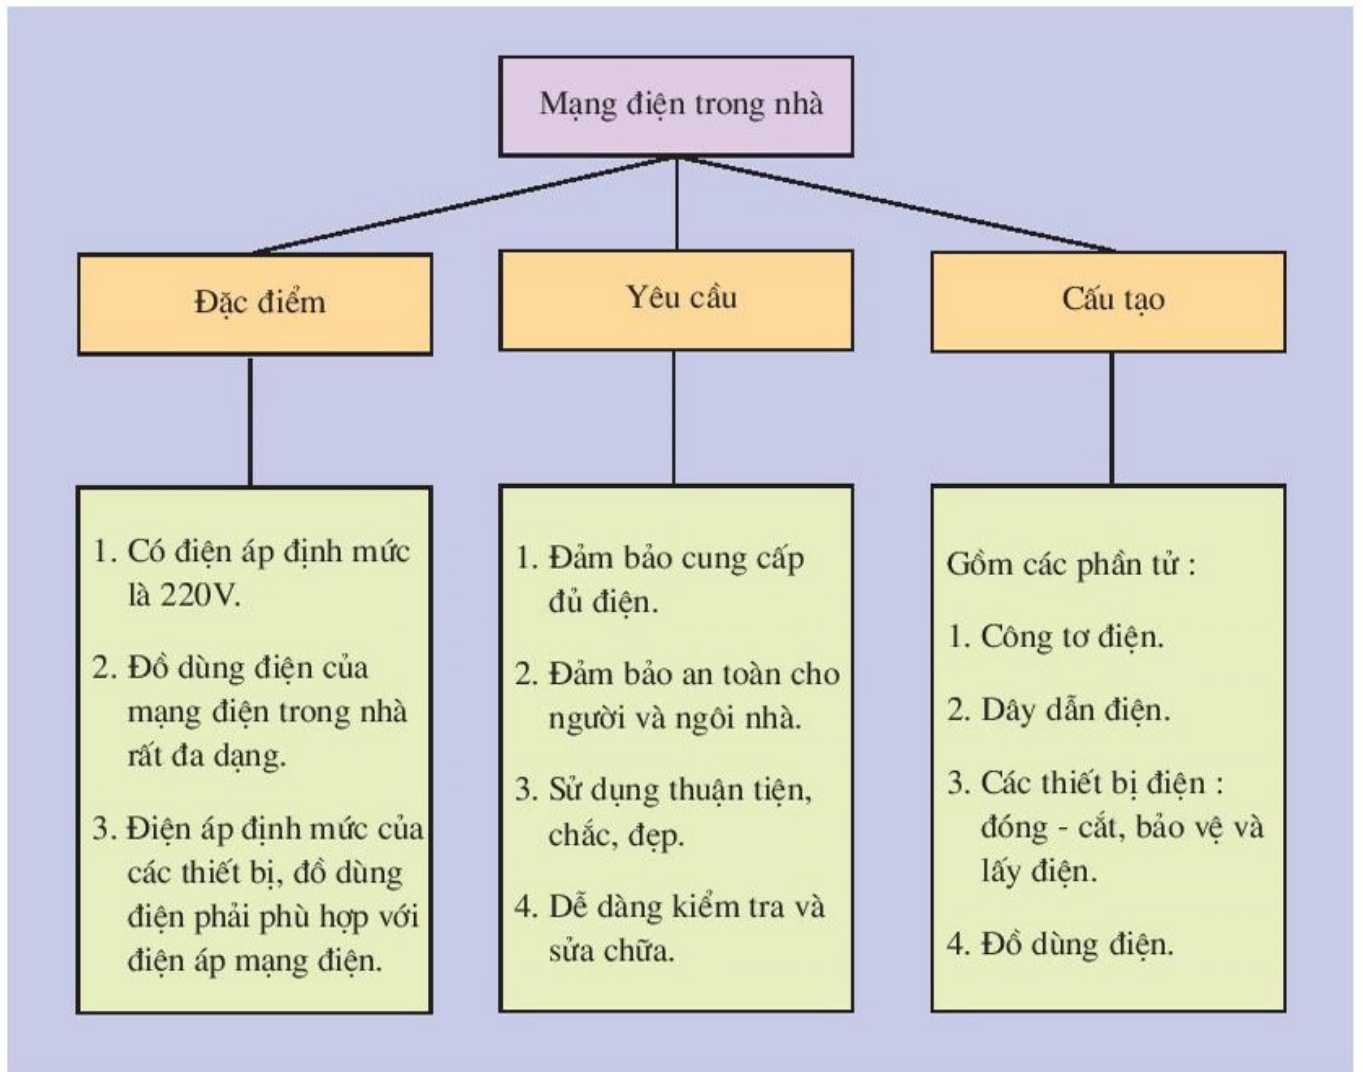 Mạng điện trong nhà
Đặc điểm
Yêu cầu
Cấu tạo
1. Có điện áp định mức
là 220V.
2. Đồ dùng điện của
mạng điện trong nhà
rất đa dạng.
3. Điện áp định mức của
các thiết bị, đồ dùng
điện phải phù hợp với
điện áp mạng điện.
1. Đảm bảo cung cấp
đủ điện.
2. Đảm bảo an toàn cho
người và ngôi nhà.
3. Sử dụng thuận tiện,
chắc, đẹp.
4. Dễ dàng kiểm tra và
sửa chữa.
Gồm các phần tử :
1. Công tơ điện.
2. Dây dẫn điện.
3. Các thiết bị điện :
đóng - cắt, bảo vệ và
lấy điện.
4. Đồ dùng điện.